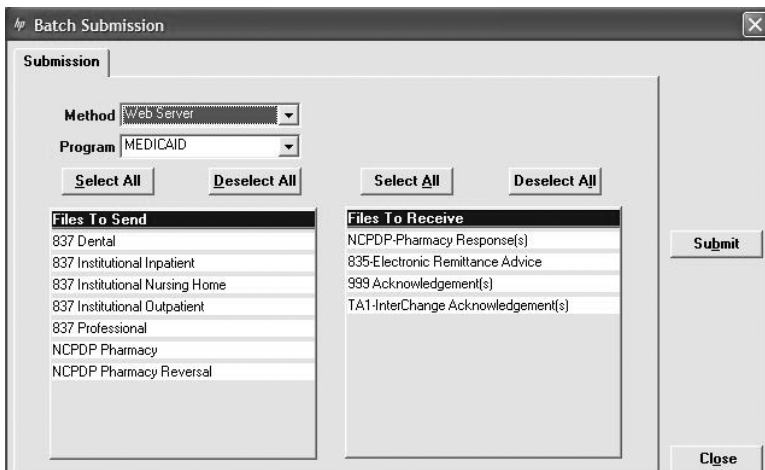 hp Batch Submission
Submission
Method Web Server
Program MEDICAID
Select All Deselect All Select All Deselect All
Files To Send
837 Dental
837 Institutional Inpatient
837 Institutional Nursing Home
837 Institutional Outpatient
837 Professional
NCPDP Pharmacy
NCPDP Pharmacy Reversal
Files To Receive
NCPDP-Pharmacy Response(s)
835-Electronic Remittance Advice
999 Acknowledgement(s)
TA1-InterChange Acknowledgement(s)
Submit
Close